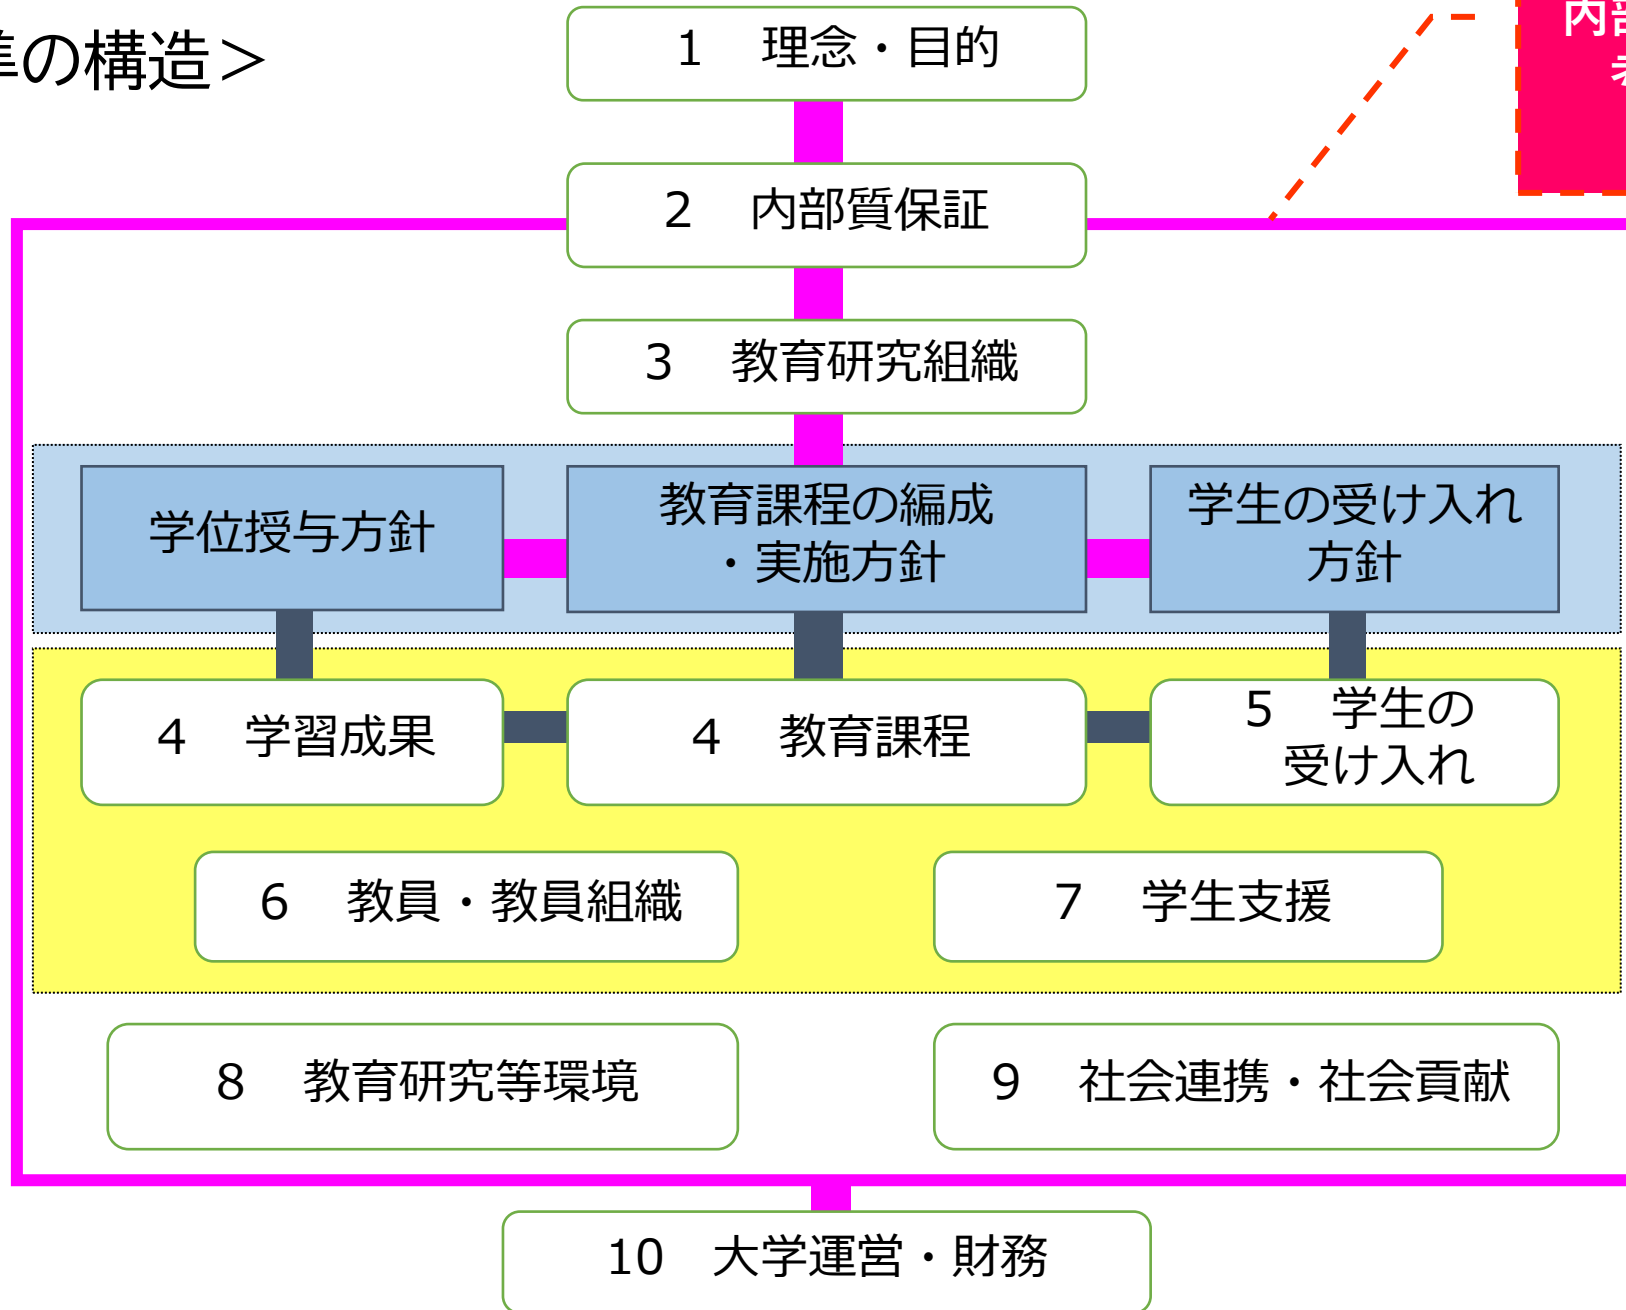 の構造＞
内部
1 理念・目的
2 内部質保証
3 教育研究組織
学位授与方針
教育課程の編成
・実施方針
学生の受け入れ
方針
4 学習成果
4 教育課程
5 学生の
受け入れ
6 教員・教員組織
7 学生支援
8 教育研究等環境
9 社会連携・社会貢献
10 大学運営・財務